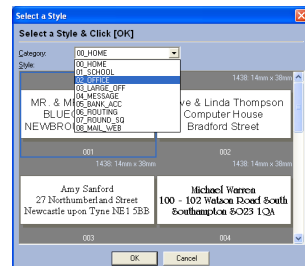 Select a Style
Select a Style & Click [OK]
Category:
00_HOME
Style:
00_HOME
01_SCHOOL
02_OFFICE
03_LARGE_OFF
04_MESSAGE
05_BANK_ACC
06_ROUTING
07_ROUND_SQ
08_MAIL_WEB
1438: 14mm x 38mm
MR. & M
BLUE
NEWBRO
001
ve & Linda Thompson
Computer House
Bradford Street
002
1438: 14mm x 38mm
1438: 14mm x 38mm
Amy Sanford
27 Northumberland Street
Newcastle upon Tyne NE1 5BB
003
Michael Warren
100 - 102 Watson Road South
Southampton SO23 1QA
004
OK
Cancel